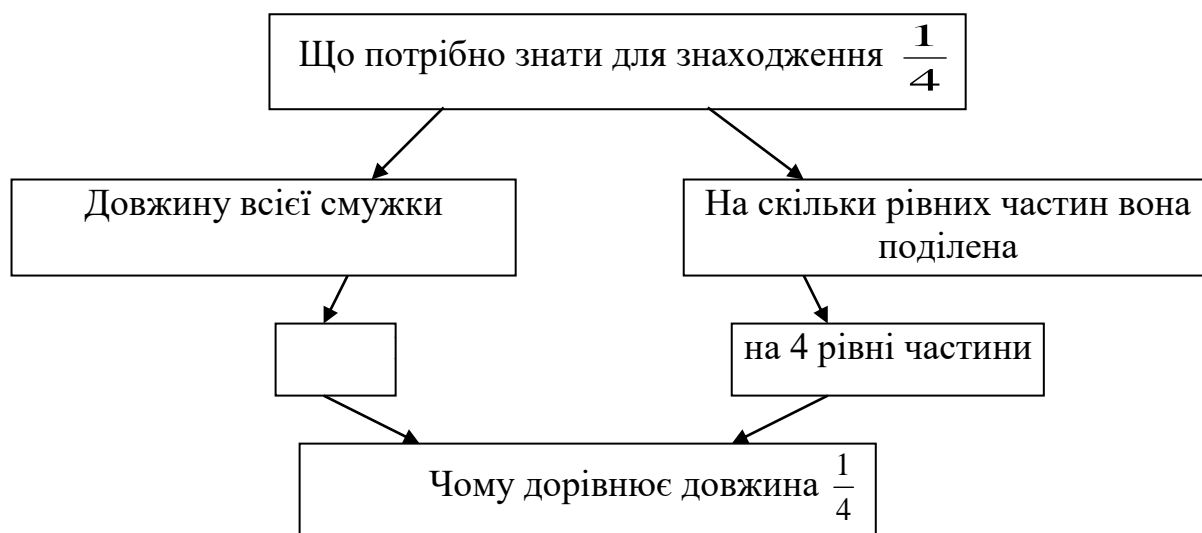 Що потрібно знати для знаходження 1/4
Довжину всієї смужки
На скільки рівних частин вона
поділена
на 4 рівні частини
Чому дорівнює довжина 1/4